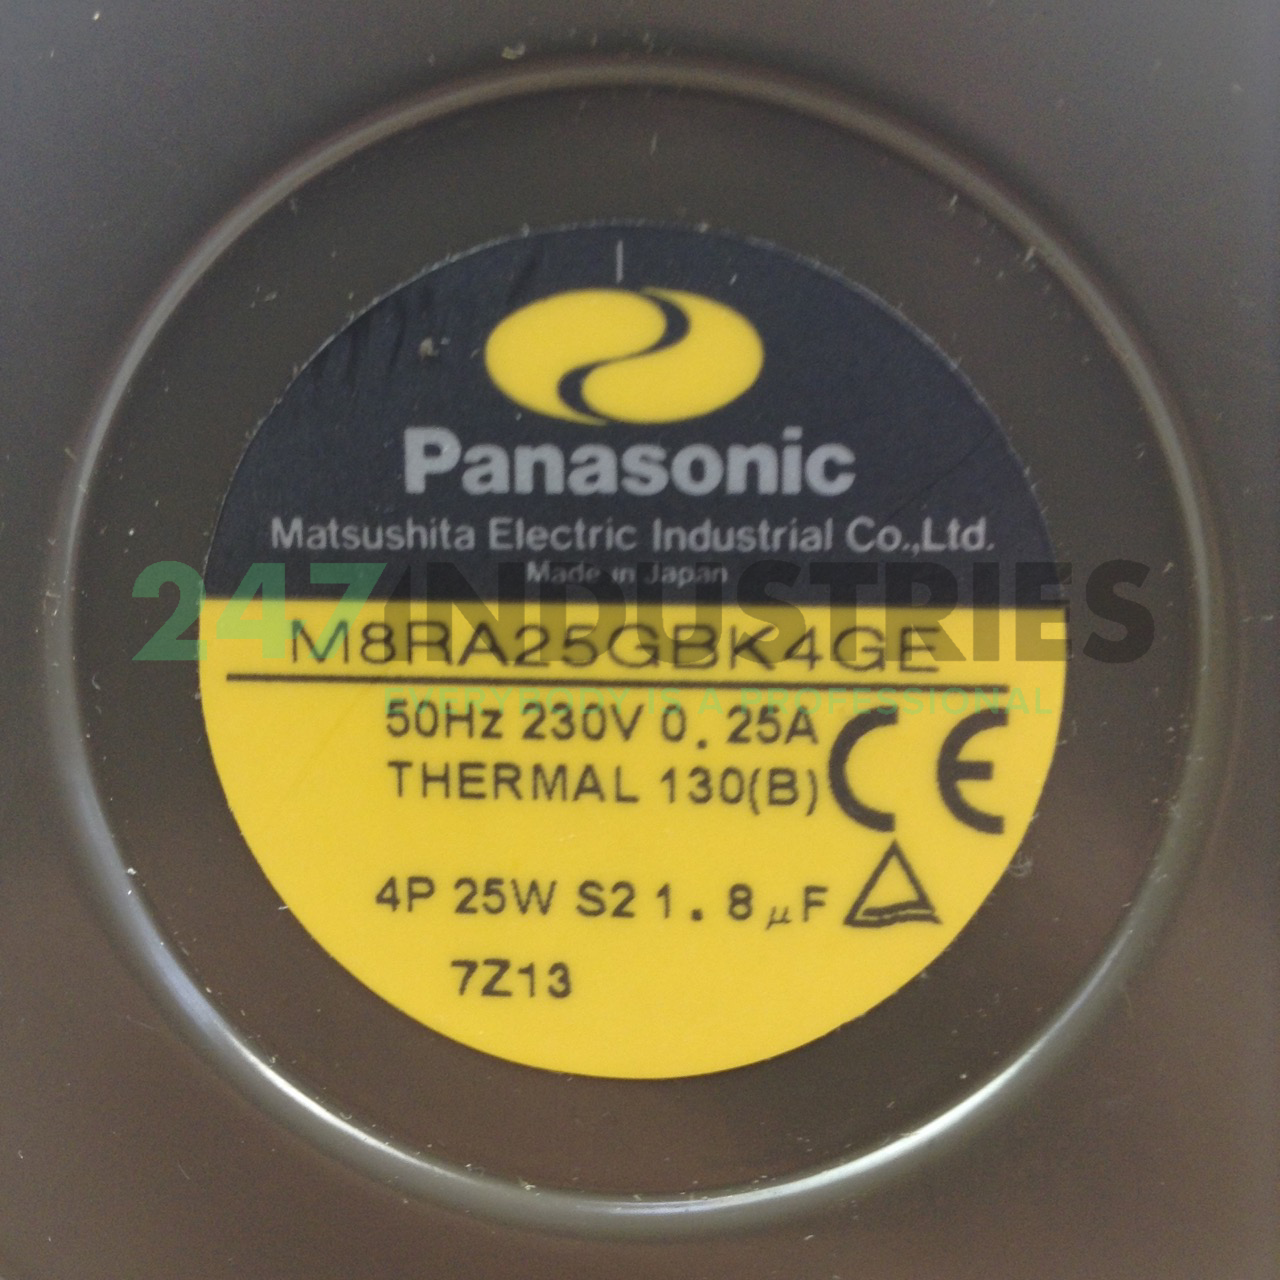 Panasonic
Matsushita Electric Industrial Co.,Ltd.
Made in Japan
247INDUSTRIES
M8RA25GBK4GE
EVERYBODY IS A PROFESSIONAL
50Hz 230V 0.25A
THERMAL 130(B)
CE
4P 25W S2 1.8μF
7Z13